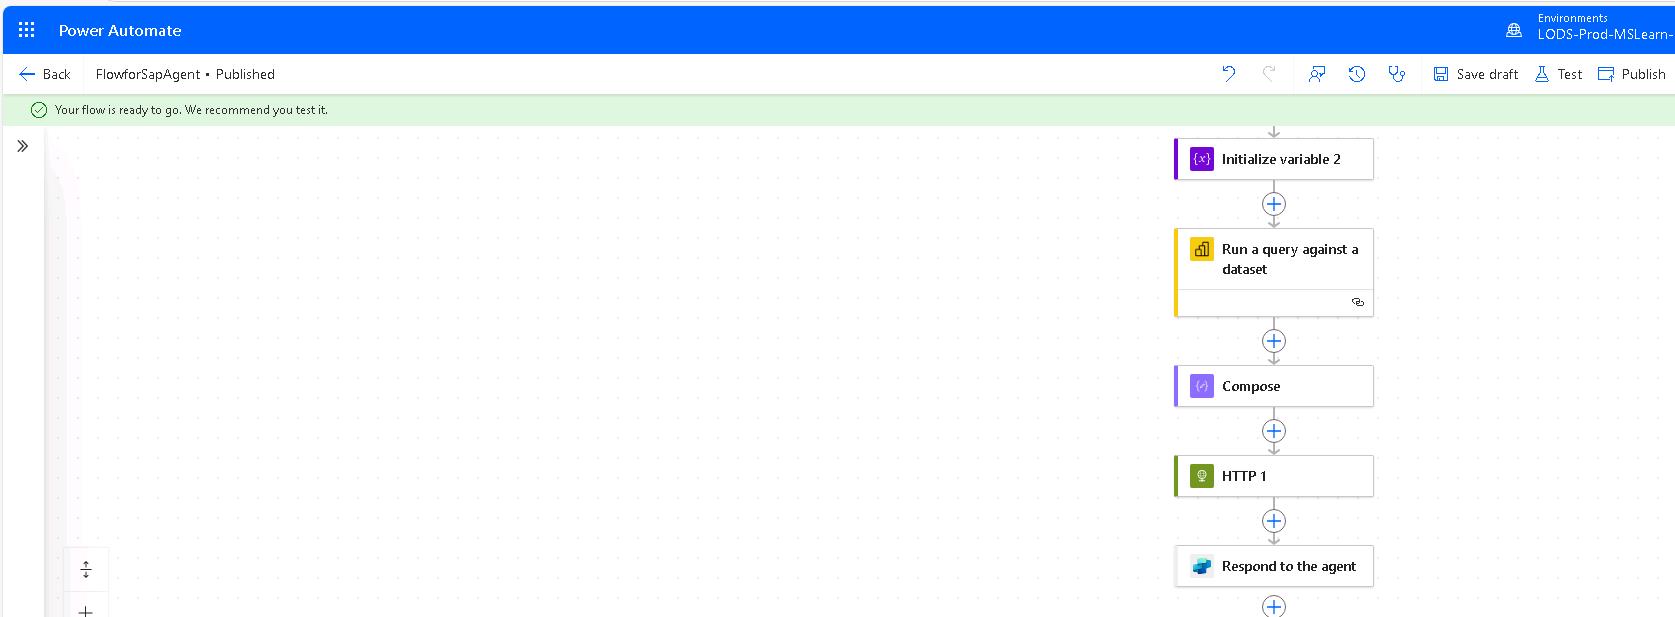 Power Automate
Environments
LODS-Prod-MSLearn-
Back
FlowforSapAgent • Published
Save draft
Test
Publish
Your flow is ready to go. We recommend you test it.
Initialize variable 2
Run a query against a
dataset
Compose
HTTP 1
Respond to the agent